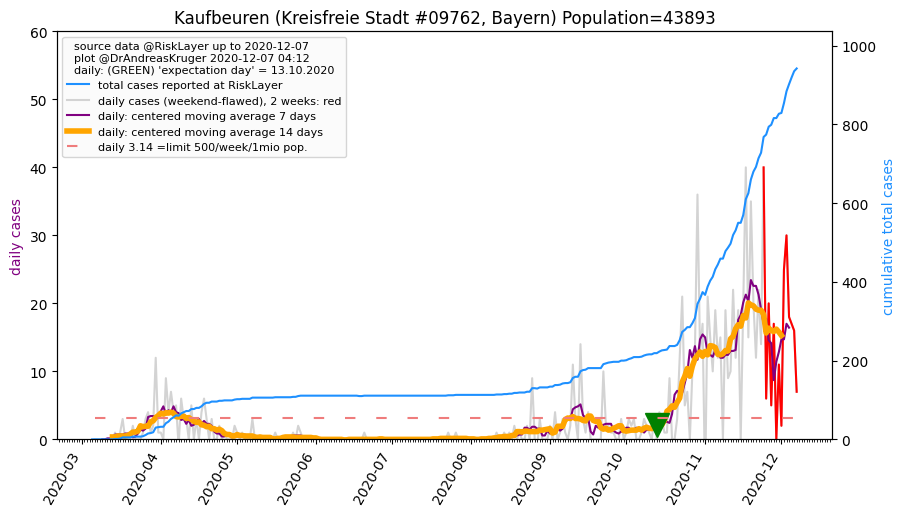 Kaufbeuren (Kreisfreie Stadt #09762, Bayern) Population=43893
source data @RiskLayer up to 2020-12-07
plot @DrAndreasKruger 2020-12-07 04:12
daily: (GREEN) 'expectation day' = 13.10.2020
total cases reported at RiskLayer
daily cases (weekend-flawed), 2 weeks: red
daily: centered moving average 7 days
daily: centered moving average 14 days
daily 3.14 =limit 500/week/1mio pop.
daily cases
60
50
40
30
20
10
0
cumulative total cases
1000
800
600
400
200
0
2020-03
2020-04
2020-05
2020-06
2020-07
2020-08
2020-09
2020-10
2020-11
2020-12